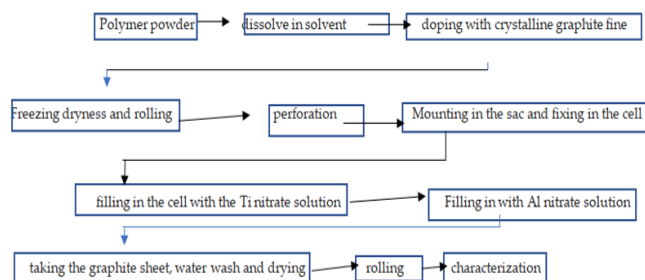 Polymer powder
dissolve in solvent
doping with crystalline graphite fine
Freezing dryness and rolling
perforation
Mounting in the sac and fixing in the cell
filling in the cell with the Ti nitrate solution
Filling in with Al nitrate solution
taking the graphite sheet, water wash and drying
rolling
characterization